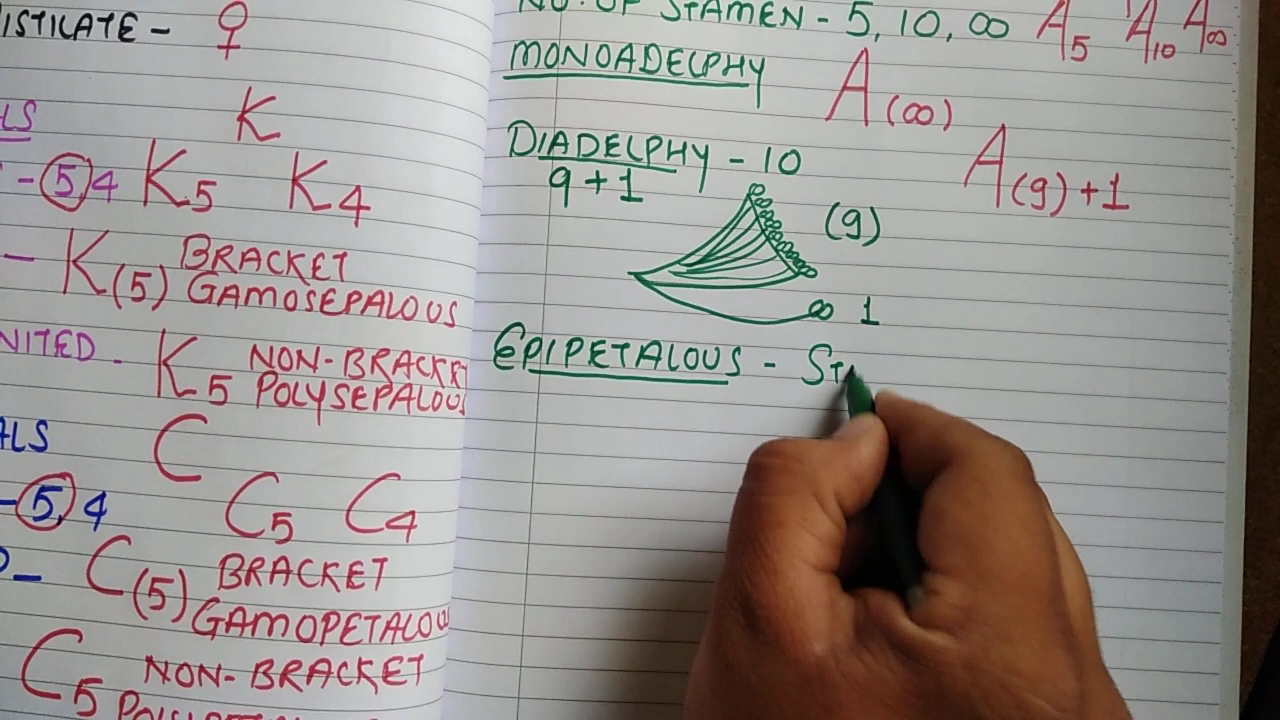 ISTILATE - ♀
LS
K
- 5, 4 K5 K4
- K(5) BRACKET
GAMOSEPALOUS
NITED - K5 NON-BRACKE
POLYSEPALOUS
ALS C
- 5, 4 C5 C4
D - C(5) BRACKET
GAMOPETALOU
C5 NON-BRACKET
NO. OF STAMEN - 5, 10, ∞ A5 A10 A∞
MONOADELPHY A(∞)
DIADELPHY - 10
9+1 A(9)+1
(9)
1
EPIPETALOUS - St